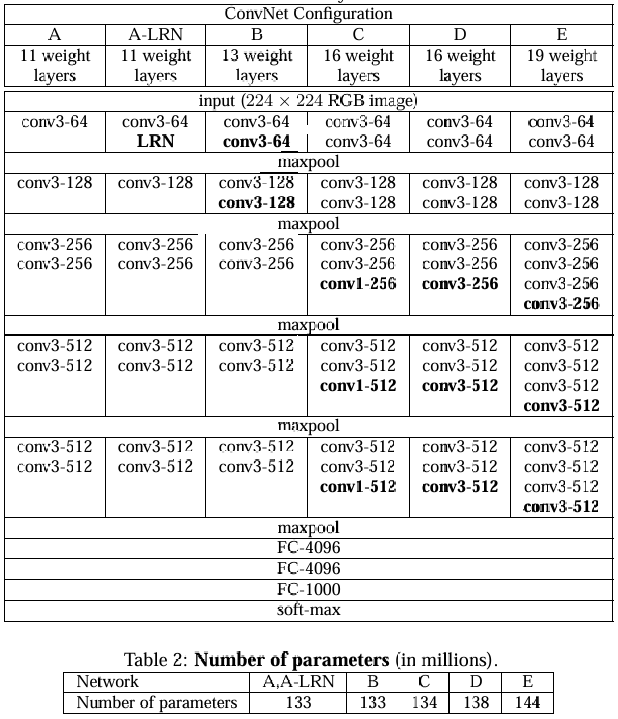 ConvNet Configuration
A A-LRN B C D E
11 weight 11 weight 13 weight 16 weight 16 weight 19 weight
layers layers layers layers layers layers
input (224 × 224 RGB image)
conv3-64 conv3-64 conv3-64 conv3-64 conv3-64 conv3-64
LRN conv3-64 conv3-64 conv3-64 conv3-64
maxpool
conv3-128 conv3-128 conv3-128 conv3-128 conv3-128 conv3-128
conv3-128 conv3-128 conv3-128 conv3-128
maxpool
conv3-256 conv3-256 conv3-256 conv3-256 conv3-256 conv3-256
conv3-256 conv3-256 conv3-256 conv3-256 conv3-256 conv3-256
conv1-256 conv3-256 conv3-256
conv3-256
maxpool
conv3-512 conv3-512 conv3-512 conv3-512 conv3-512 conv3-512
conv3-512 conv3-512 conv3-512 conv3-512 conv3-512 conv3-512
conv1-512 conv3-512 conv3-512
conv3-512
maxpool
conv3-512 conv3-512 conv3-512 conv3-512 conv3-512 conv3-512
conv3-512 conv3-512 conv3-512 conv3-512 conv3-512 conv3-512
conv1-512 conv3-512 conv3-512
conv3-512
maxpool
FC-4096
FC-4096
FC-1000
soft-max
Table 2: Number of parameters (in millions).
Network A,A-LRN B C D E
Number of parameters 133 133 134 138 144